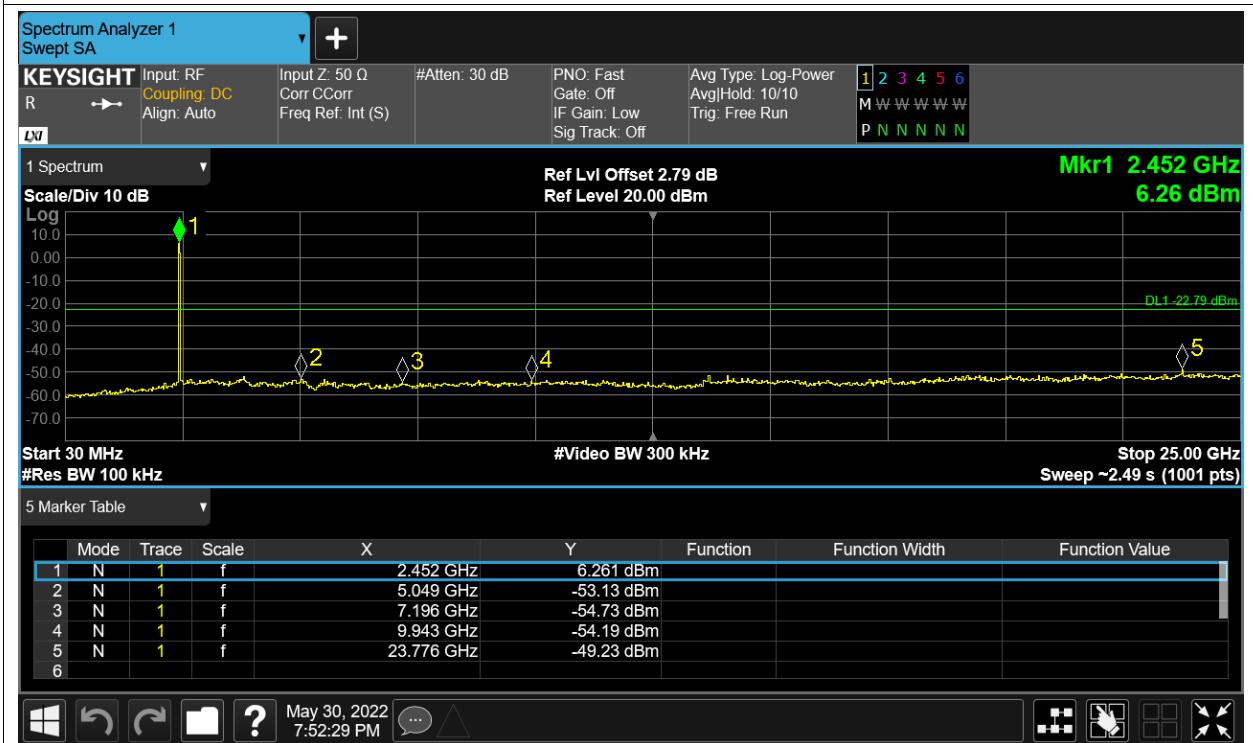 Spectrum Analyzer 1
Swept SA
+
KEYSIGHT
R
LXI
Input: RF
Coupling: DC
Align: Auto
Input Z: 50 Ω
Corr CCorr
Freq Ref: Int (S)
#Atten: 30 dB
PNO: Fast
Gate: Off
IF Gain: Low
Sig Track: Off
Avg Type: Log-Power
Avg|Hold: 10/10
Trig: Free Run
1 2 3 4 5 6
M W W W W W
P N N N N N
1 Spectrum
Scale/Div 10 dB
Ref Lvl Offset 2.79 dB
Ref Level 20.00 dBm
Mkr1 2.452 GHz
6.26 dBm
Log
10.0
0.00
-10.0
-20.0
-30.0
-40.0
-50.0
-60.0
-70.0
1
2
3
4
5
DL1 -22.79 dBm
Start 30 MHz
#Res BW 100 kHz
#Video BW 300 kHz
Stop 25.00 GHz
Sweep ~2.49 s (1001 pts)
5 Marker Table
Mode Trace Scale X Y Function Function Width Function Value
1 N 1 f 2.452 GHz 6.261 dBm
2 N 1 f 5.049 GHz -53.13 dBm
3 N 1 f 7.196 GHz -54.73 dBm
4 N 1 f 9.943 GHz -54.19 dBm
5 N 1 f 23.776 GHz -49.23 dBm
6
?
May 30, 2022
7:52:29 PM